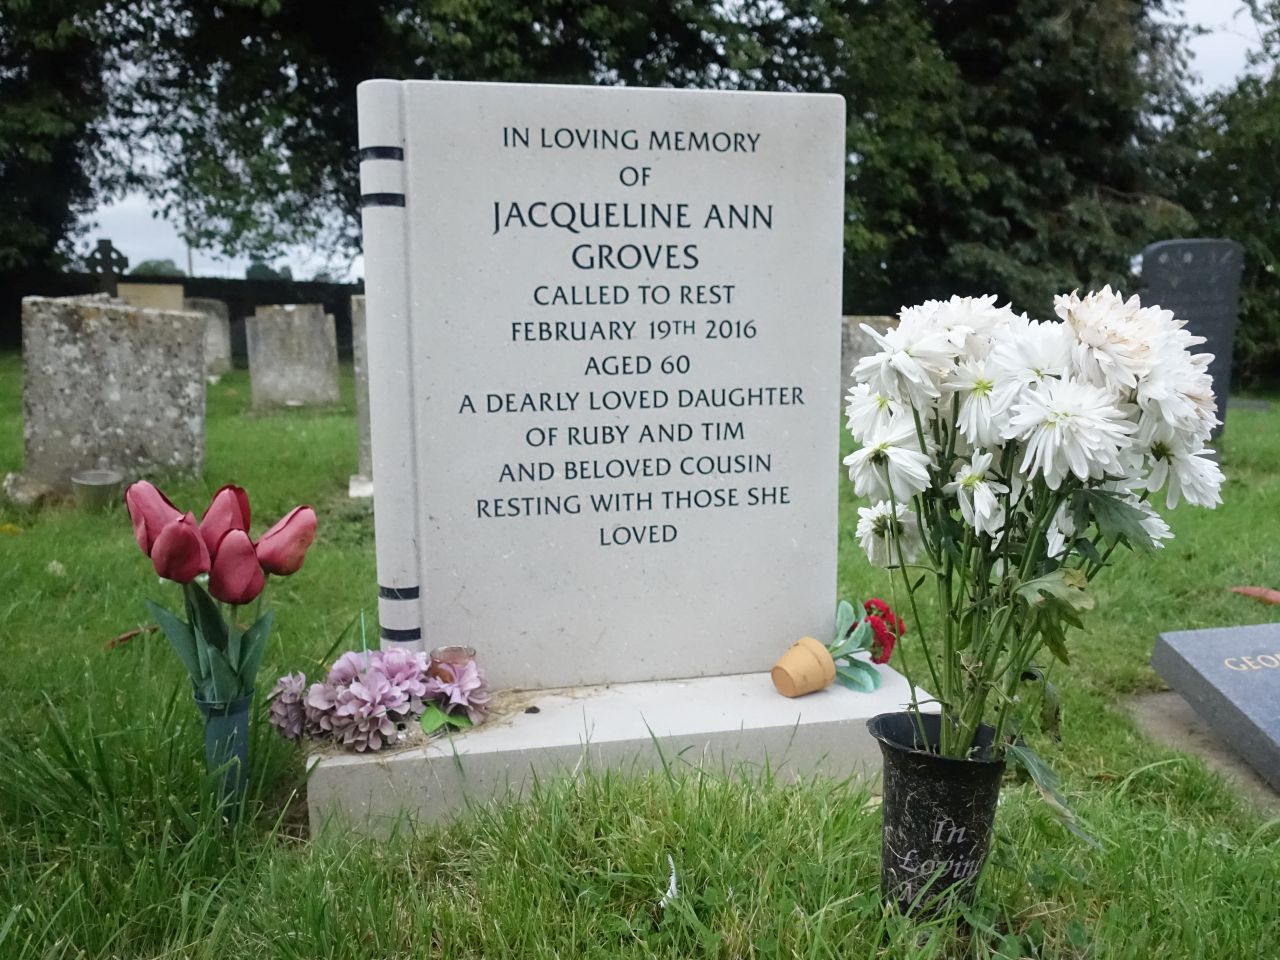 IN LOVING MEMORY
OF
JACQUELINE ANN
GROVES
CALLED TO REST
FEBRUARY 19TH 2016
AGED 60
A DEARLY LOVED DAUGHTER
OF RUBY AND TIM
AND BELOVED COUSIN
RESTING WITH THOSE SHE
LOVED
In
Loving